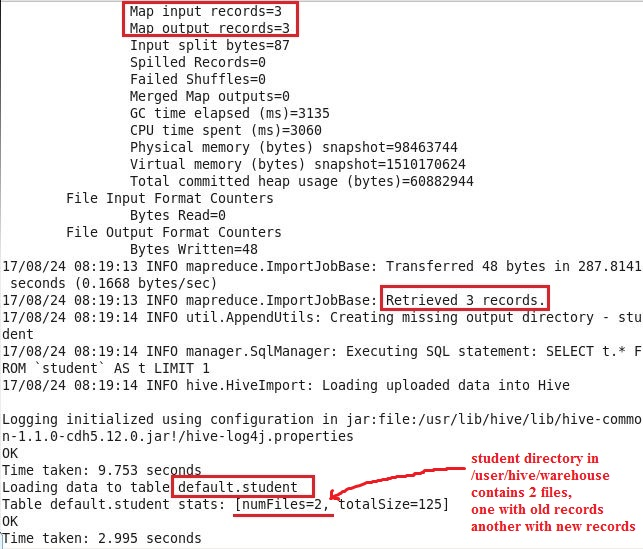 Map input records=3
Map output records=3
Input split bytes=87
Spilled Records=0
Failed Shuffles=0
Merged Map outputs=0
GC time elapsed (ms)=3135
CPU time spent (ms)=3060
Physical memory (bytes) snapshot=98463744
Virtual memory (bytes) snapshot=1510170624
Total committed heap usage (bytes)=60882944
File Input Format Counters
Bytes Read=0
File Output Format Counters
Bytes Written=48
17/08/24 08:19:13 INFO mapreduce.ImportJobBase: Transferred 48 bytes in 287.8141
seconds (0.1668 bytes/sec)
17/08/24 08:19:13 INFO mapreduce.ImportJobBase: Retrieved 3 records.
17/08/24 08:19:14 INFO util.AppendUtils: Creating missing output directory - stu
dent
17/08/24 08:19:14 INFO manager.SqlManager: Executing SQL statement: SELECT t.* F
ROM `student` AS t LIMIT 1
17/08/24 08:19:14 INFO hive.HiveImport: Loading uploaded data into Hive
Logging initialized using configuration in jar:file:/usr/lib/hive/lib/hive-commo
n-1.1.0-cdh5.12.0.jar!/hive-log4j.properties
OK
Time taken: 9.753 seconds
Loading data to table default.student
Table default.student stats: [numFiles=2, totalSize=125]
OK
Time taken: 2.995 seconds
student directory in
/user/hive/warehouse
contains 2 files,
one with old records
another with new records